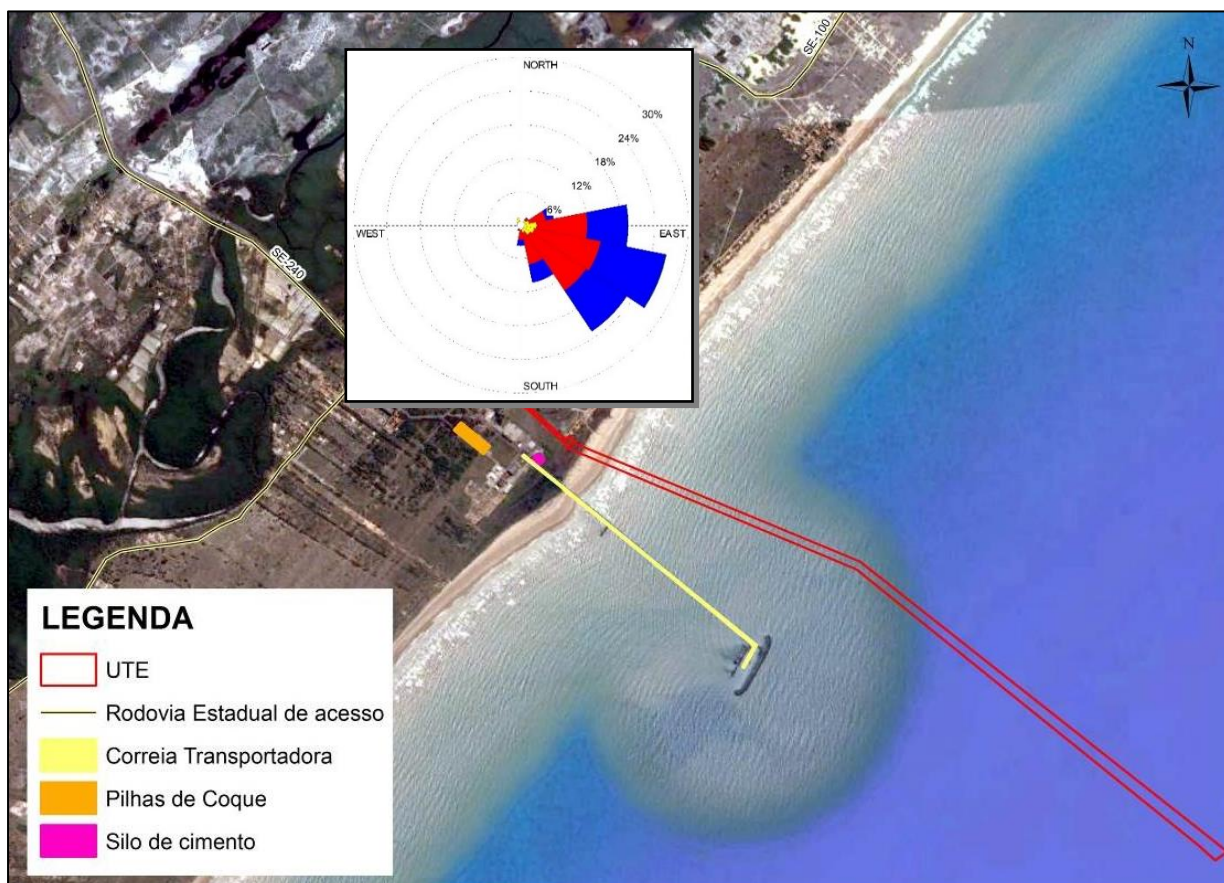 SE-100
N
NORTH
30%
24%
18%
12%
6%
WEST
EAST
SE-240
SOUTH
LEGENDA
UTE
Rodovia Estadual de acesso
Correia Transportadora
Pilhas de Coque
Silo de cimento